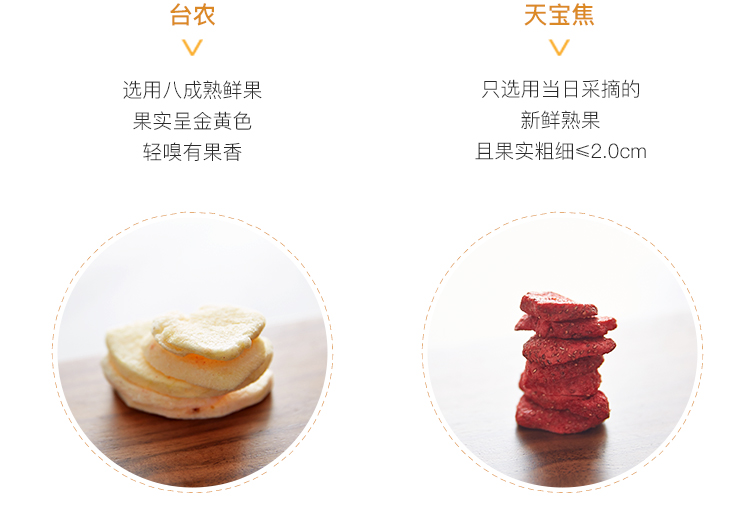 台农
选用八成熟鲜果
果实呈金黄色
轻嗅有果香
天宝焦
只选用当日采摘的
新鲜熟果
且果实粗细≤2.0cm